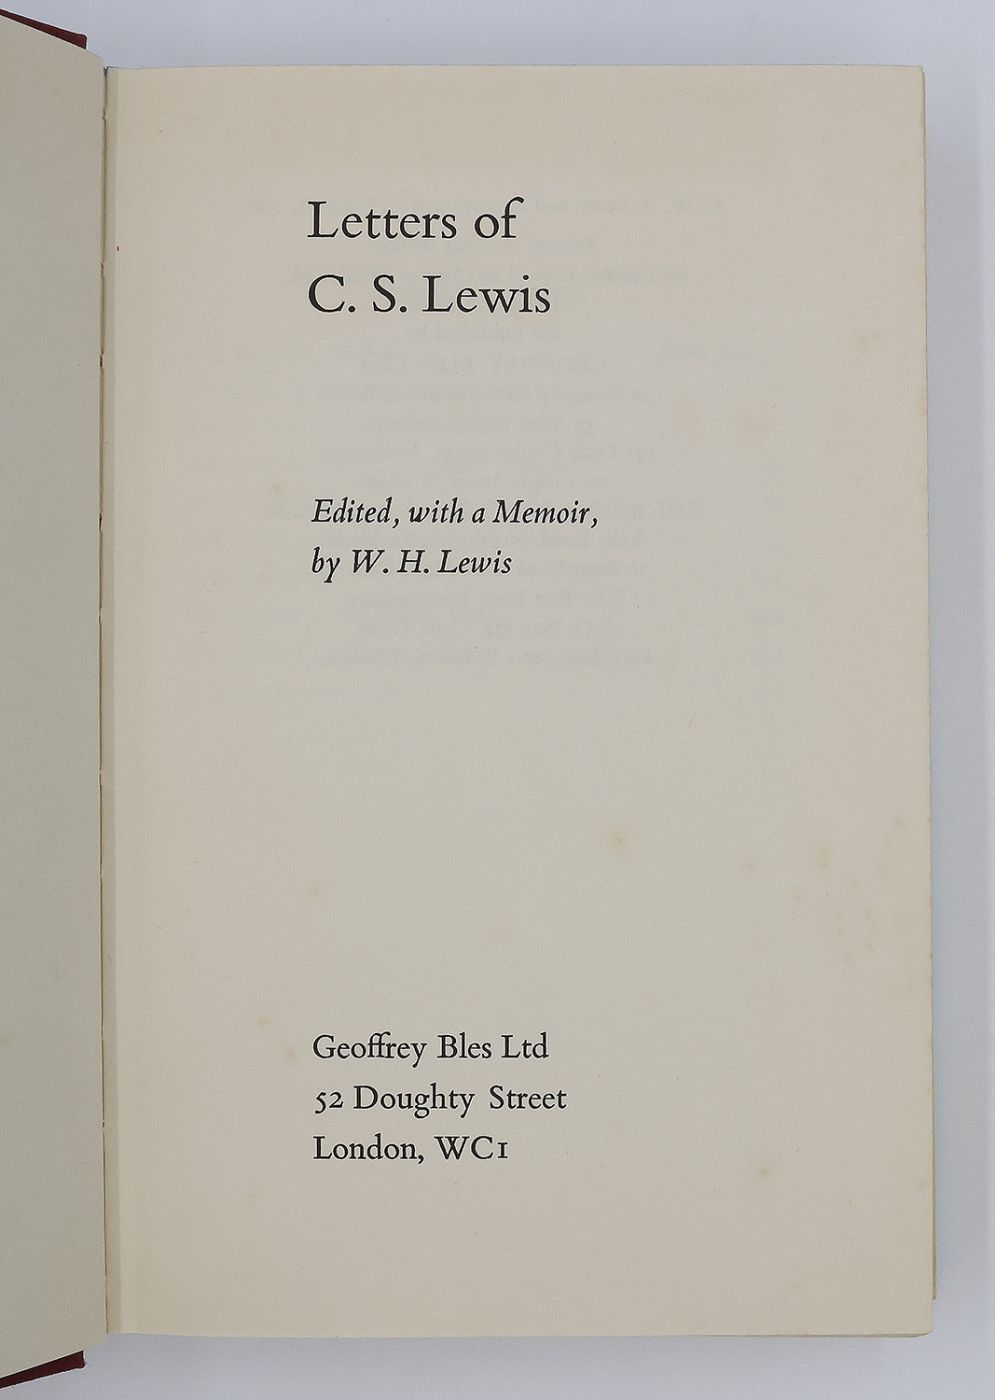 Letters of
C. S. Lewis
Edited, with a Memoir,
by W. H. Lewis
Geoffrey Bles Ltd
52 Doughty Street
London, WC1